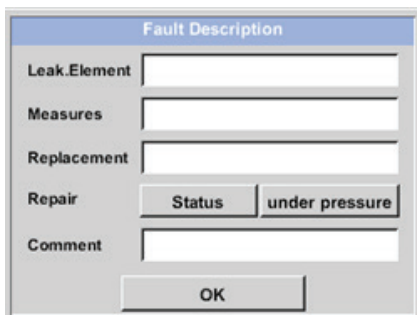 Fault Description
Leak.Element
Measures
Replacement
Repair Status under pressure
Comment
OK